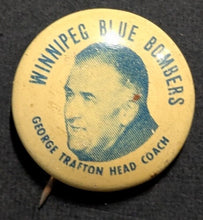 WINNIPEG BLUE BOMBERS
GEORGE TRAFTON HEAD COACH